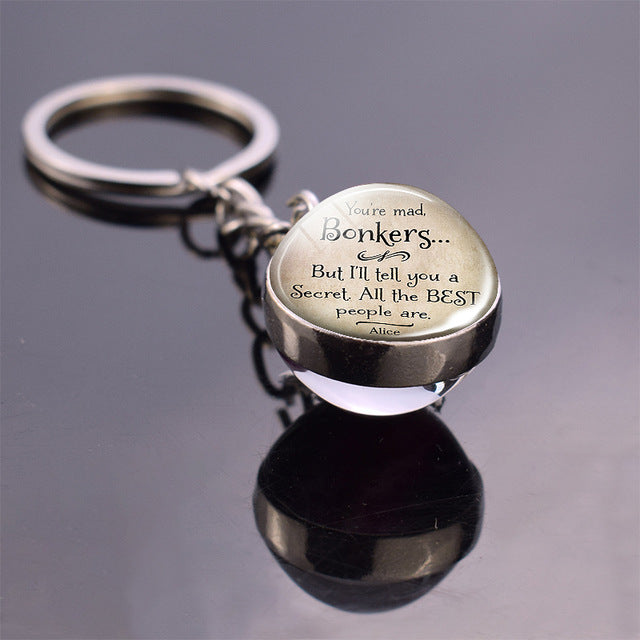 You're mad,
Bonkers...
But I'll tell you a
Secret. All the BEST
people are.
Alice